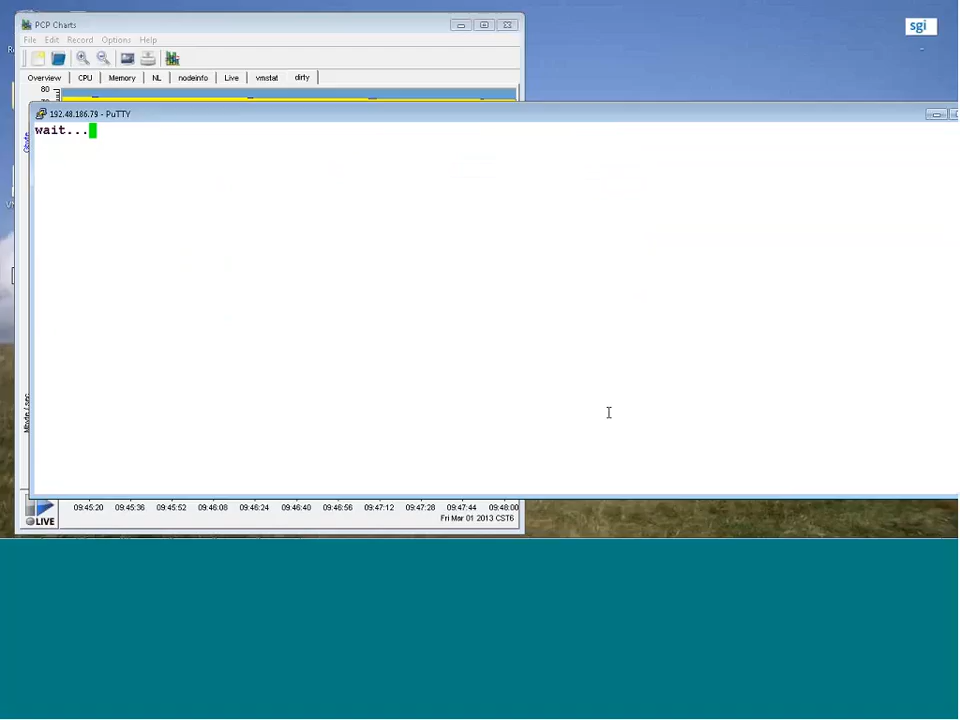 PCP Charts
sgi
File Edit Record Options Help
Overview CPU Memory NL nodeinfo Live vmstat dirty
80
192.48.186.79 - PuTTY
wait...
Mbyte / sec
LIVE
09:45:20 09:45:36 09:45:52 09:46:08 09:46:24 09:46:40 09:46:56 09:47:12 09:47:28 09:47:44 09:48:00
Fri Mar 01 2013 CST6